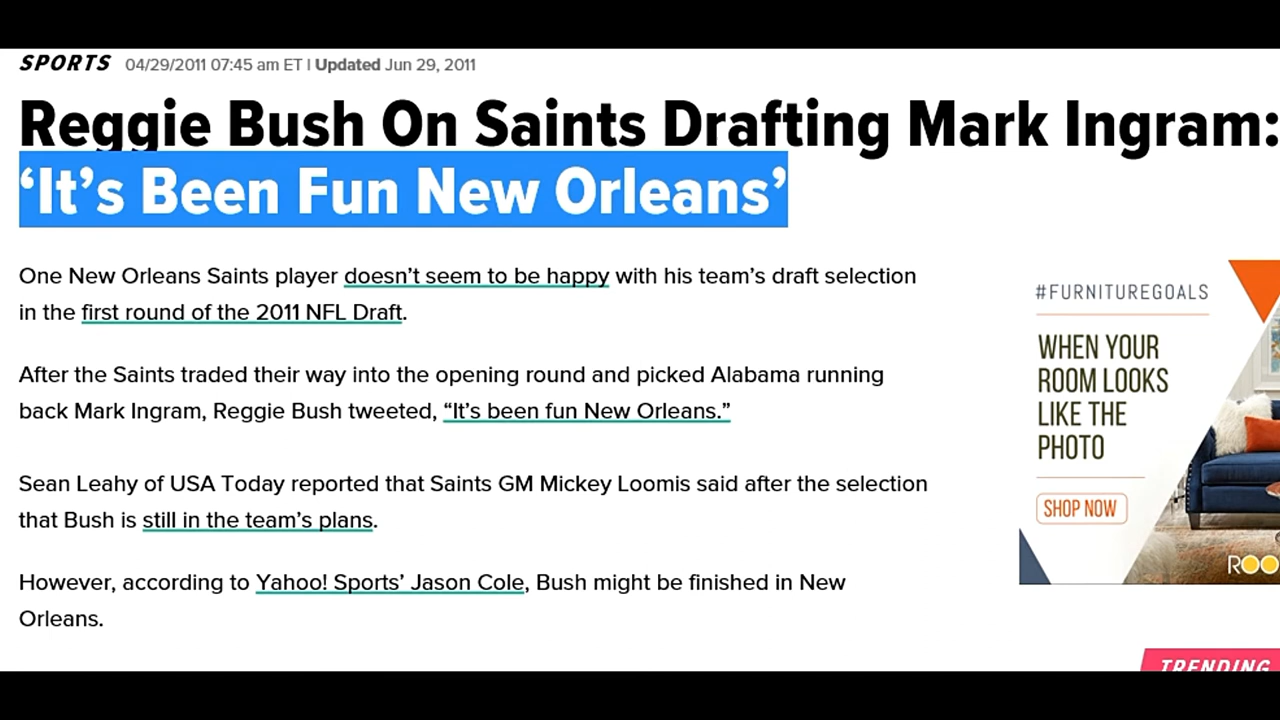 SPORTS 04/29/2011 07:45 am ET | Updated Jun 29, 2011
Reggie Bush On Saints Drafting Mark Ingram:
‘It’s Been Fun New Orleans’
One New Orleans Saints player doesn’t seem to be happy with his team’s draft selection
in the first round of the 2011 NFL Draft.
After the Saints traded their way into the opening round and picked Alabama running
back Mark Ingram, Reggie Bush tweeted, “It’s been fun New Orleans.”
Sean Leahy of USA Today reported that Saints GM Mickey Loomis said after the selection
that Bush is still in the team’s plans.
However, according to Yahoo! Sports’ Jason Cole, Bush might be finished in New
Orleans.
#FURNITUREGOALS
WHEN YOUR
ROOM LOOKS
LIKE THE
PHOTO
SHOP NOW
ROO
TRENDING